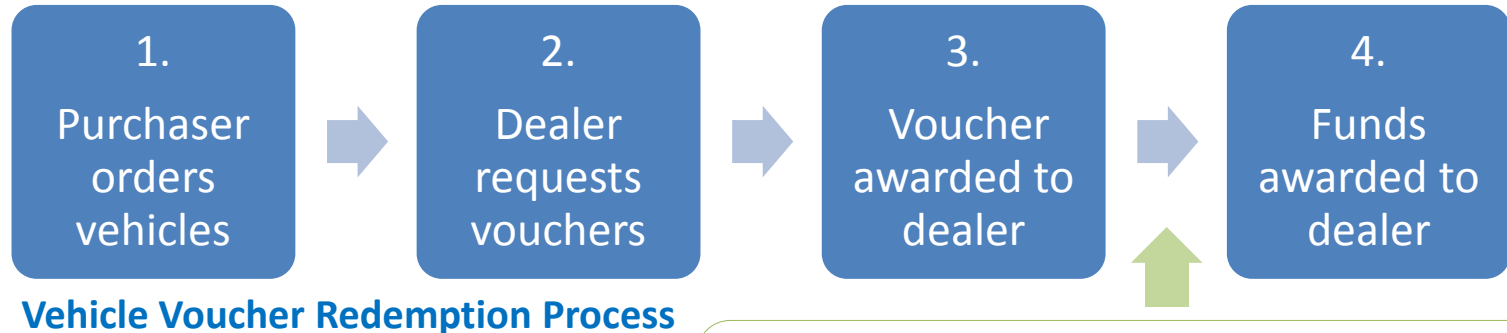 1.
Purchaser
orders
vehicles
2.
Dealer
requests
vouchers
3.
Voucher
awarded to
dealer
4.
Funds
awarded to
dealer
Vehicle Voucher Redemption Process